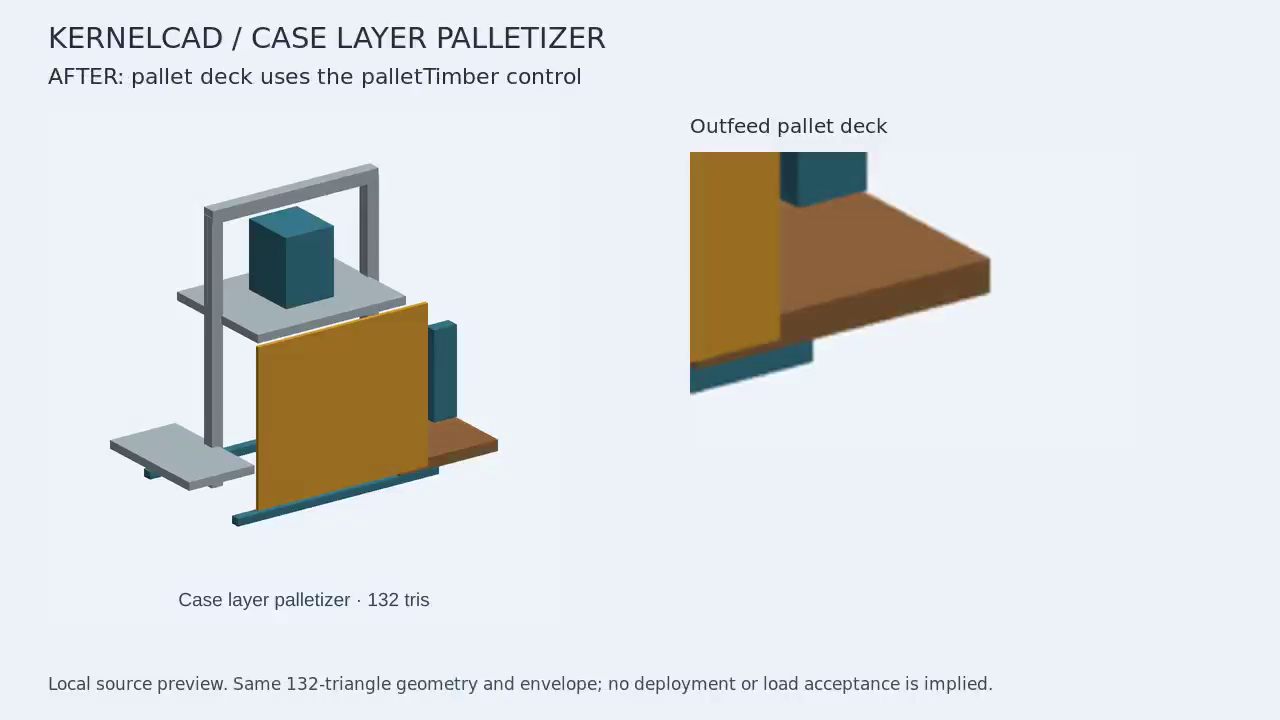 KERNELCAD / CASE LAYER PALLETIZER
AFTER: pallet deck uses the palletTimber control
Outfeed pallet deck
Case layer palletizer · 132 tris
Local source preview. Same 132-triangle geometry and envelope; no deployment or load acceptance is implied.